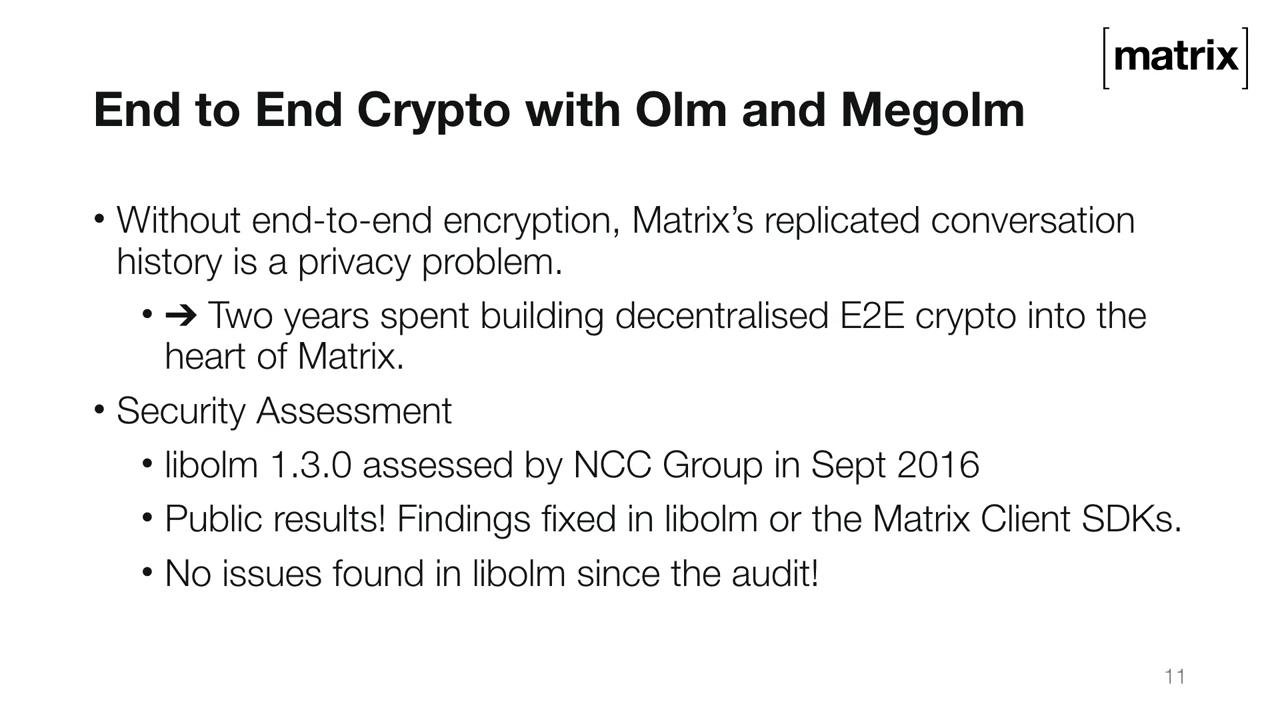 [matrix]
End to End Crypto with Olm and Megolm
• Without end-to-end encryption, Matrix’s replicated conversation
history is a privacy problem.
• ➔ Two years spent building decentralised E2E crypto into the
heart of Matrix.
• Security Assessment
• libolm 1.3.0 assessed by NCC Group in Sept 2016
• Public results! Findings fixed in libolm or the Matrix Client SDKs.
• No issues found in libolm since the audit!
11